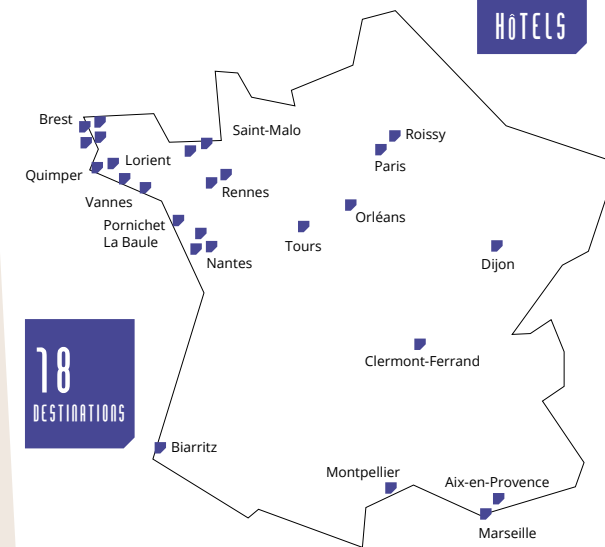 HÔTELS
Brest
Saint-Malo
Roissy
Lorient
Paris
Quimper
Rennes
Vannes
Orléans
Pornichet
La Baule
Tours
Nantes
Dijon
18
DESTINATIONS
Clermont-Ferrand
Biarritz
Montpellier
Aix-en-Provence
Marseille